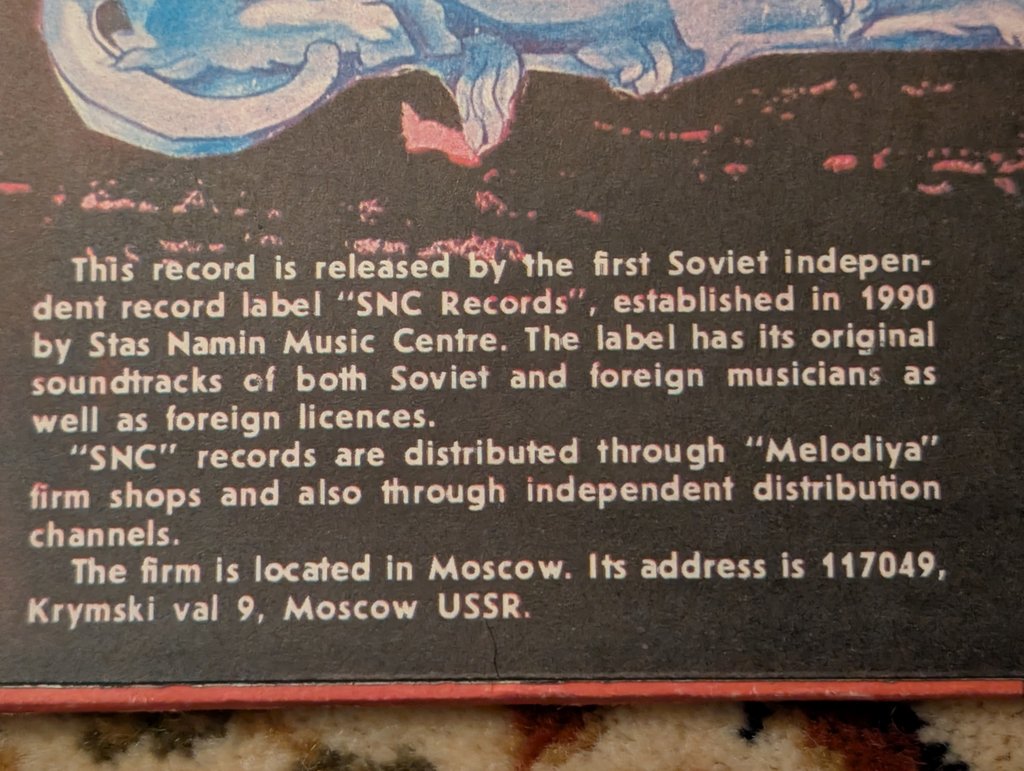 This record is released by the first Soviet indepen-
dent record label "SNC Records", established in 1990
by Stas Namin Music Centre. The label has its original
soundtracks of both Soviet and foreign musicians as
well as foreign licences.
"SNC" records are distributed through "Melodiya"
firm shops and also through independent distribution
channels.
The firm is located in Moscow. Its address is 117049,
Krymski val 9, Moscow USSR.